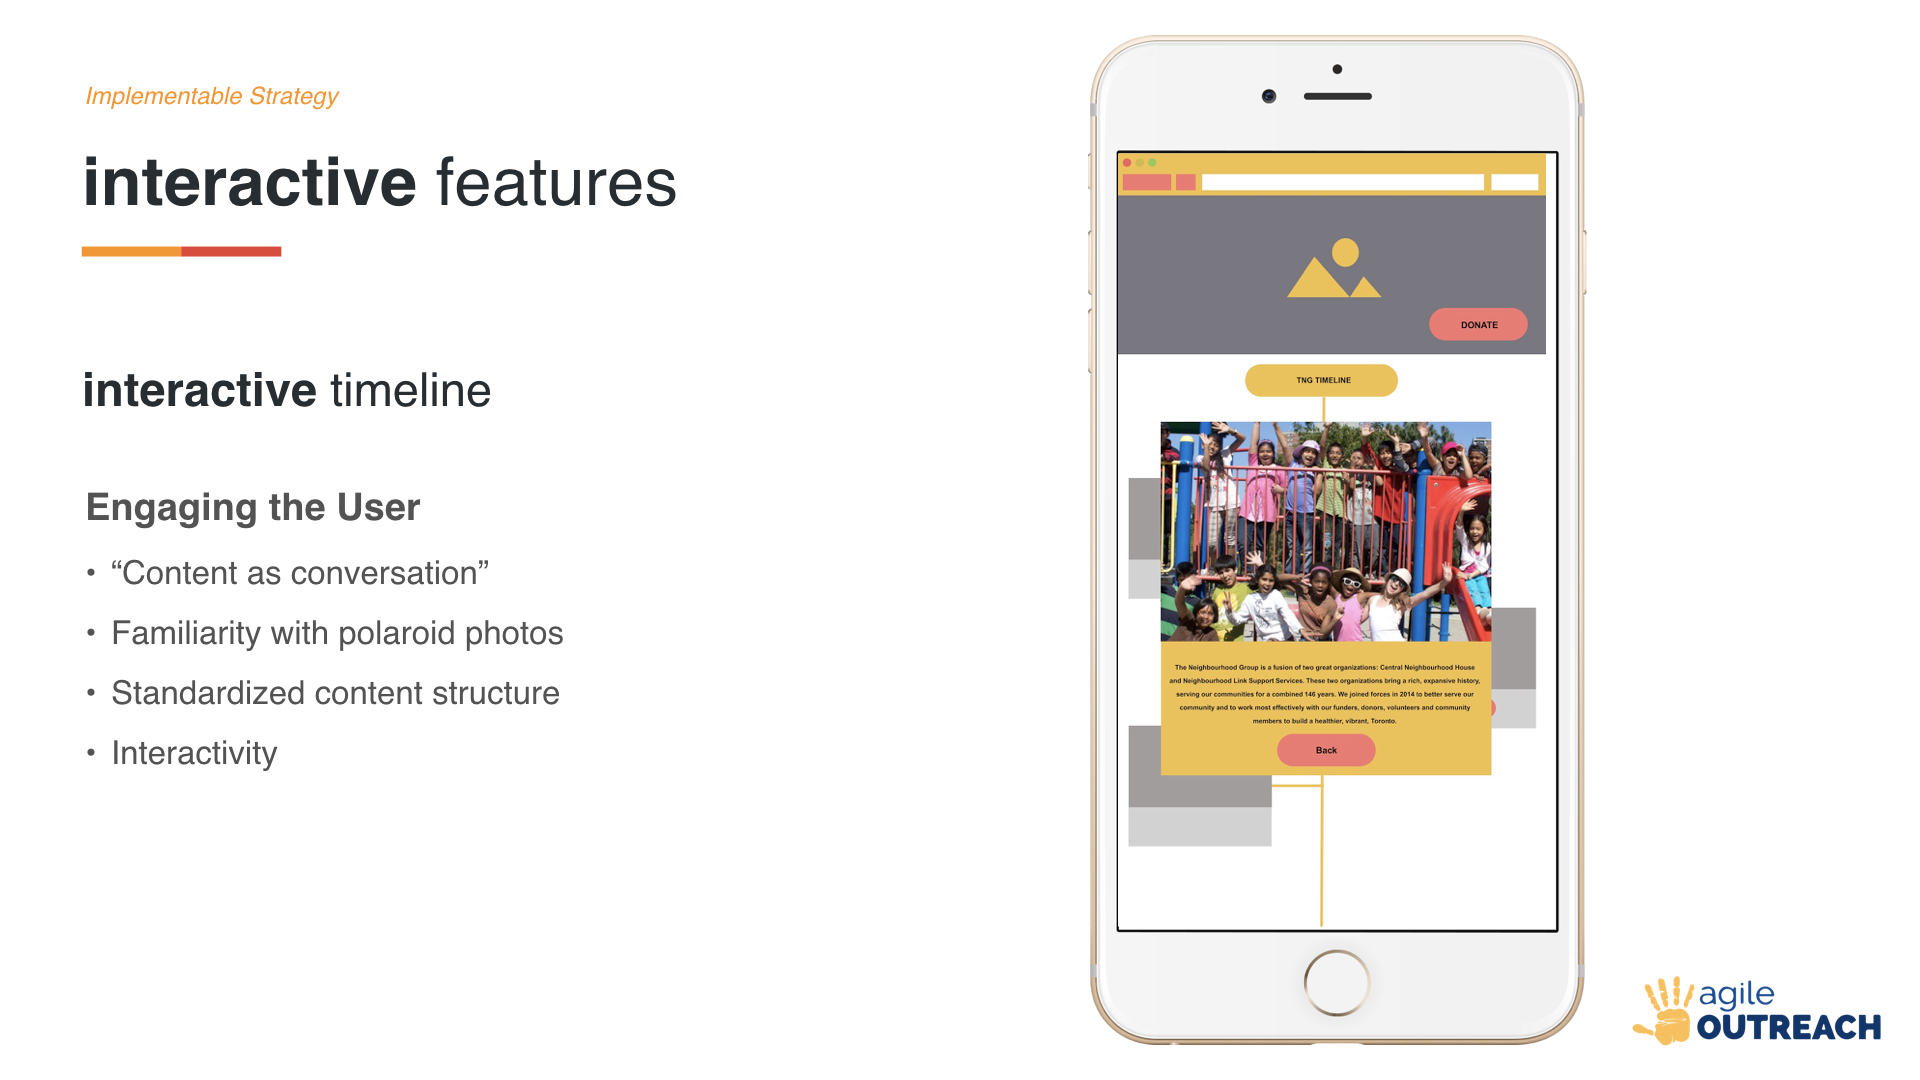 Implementable Strategy
interactive features
interactive timeline
Engaging the User
• “Content as conversation”
• Familiarity with polaroid photos
• Standardized content structure
• Interactivity
DONATE
TNG TIMELINE
The Neighbourhood Group is a fusion of two great organizations: Central Neighbourhood House
and Neighbourhood Link Support Services. These two organizations bring a rich, expansive history,
serving our communities for a combined 146 years. We joined forces in 2014 to better serve our
community and to work most effectively with our funders, donors, volunteers and community
members to build a healthier, vibrant, Toronto.
Back
agile
OUTREACH